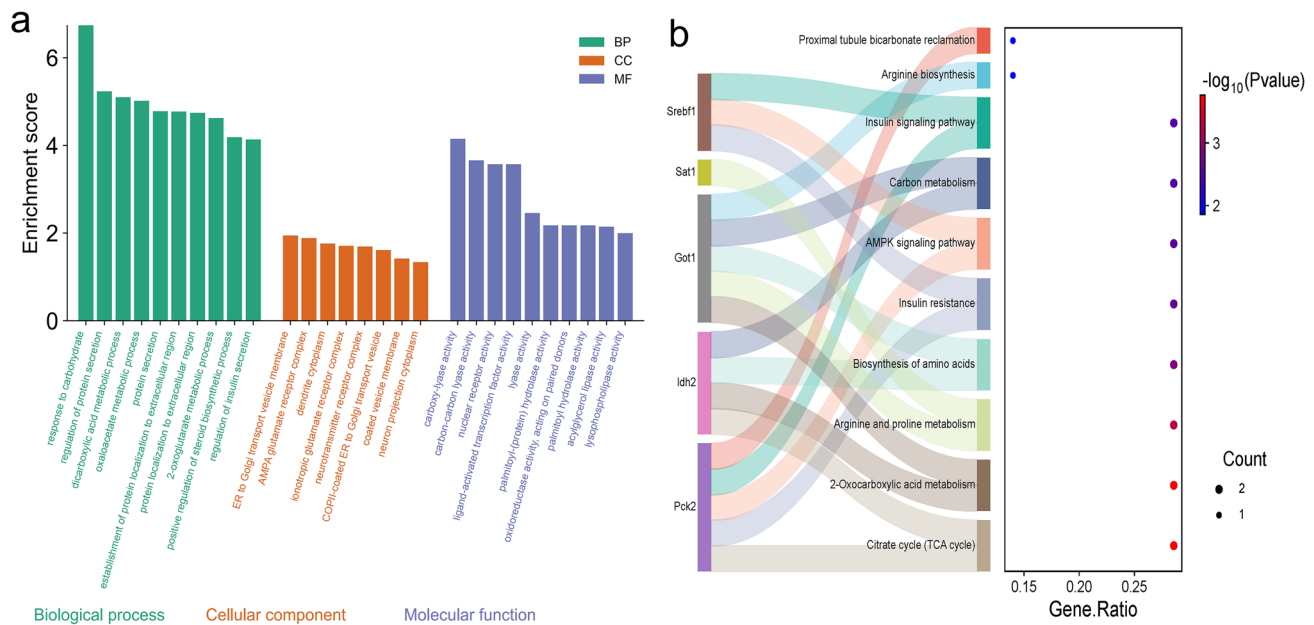 a
Enrichment score
6
4
2
0
BP
CC
MF
response to carbohydrate
regulation of protein secretion
dicarboxylic acid metabolic process
oxaloacetate metabolic process
protein secretion
establishment of protein localization to extracellular region
protein localization to extracellular region
2-oxoglutarate metabolic process
positive regulation of steroid biosynthetic process
regulation of insulin secretion
ER to Golgi transport vesicle membrane
AMPA glutamate receptor complex
dendrite cytoplasm
ionotropic glutamate receptor complex
neurotransmitter receptor complex
COPII-coated ER to Golgi transport vesicle
coated vesicle membrane
neuron projection cytoplasm
carboxy-lyase activity
carbon-carbon lyase activity
nuclear receptor activity
ligand-activated transcription factor activity
lyase activity
palmitoyl-(protein) hydrolase activity
oxidoreductase activity, acting on paired donors
palmitoyl hydrolase activity
acylglycerol lipase activity
lysophospholipase activity
Biological process
Cellular component
Molecular function
b
Srebf1
Sat1
Got1
Idh2
Pck2
Proximal tubule bicarbonate reclamation
Arginine biosynthesis
Insulin signaling pathway
Carbon metabolism
AMPK signaling pathway
Insulin resistance
Biosynthesis of amino acids
Arginine and proline metabolism
2-Oxocarboxylic acid metabolism
Citrate cycle (TCA cycle)
0.15
0.20
0.25
Gene.Ratio
-log10(Pvalue)
3
2
Count
2
1